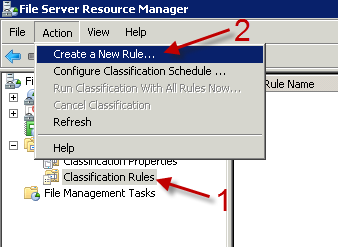 File Server Resource Manager
File Action View Help
2
Create a New Rule...
Configure Classification Schedule ...
Run Classification With All Rules Now...
Cancel Classification
Refresh
Help
Fi
Rule Name
Classification Properties
Classification Rules
1
File Management Tasks